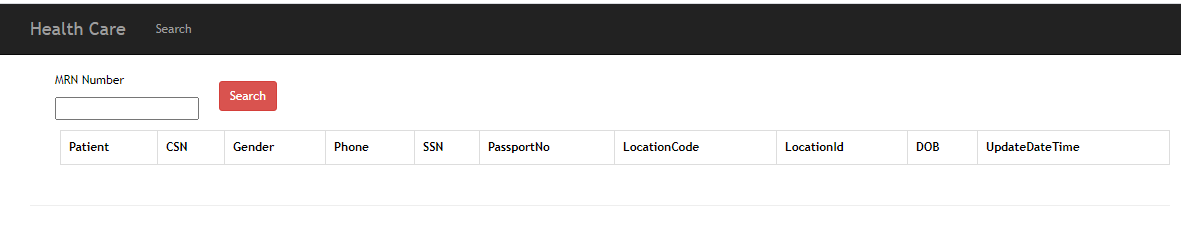 Health Care Search
MRN Number
Search
Patient CSN Gender Phone SSN PassportNo LocationCode LocationId DOB UpdateDateTime